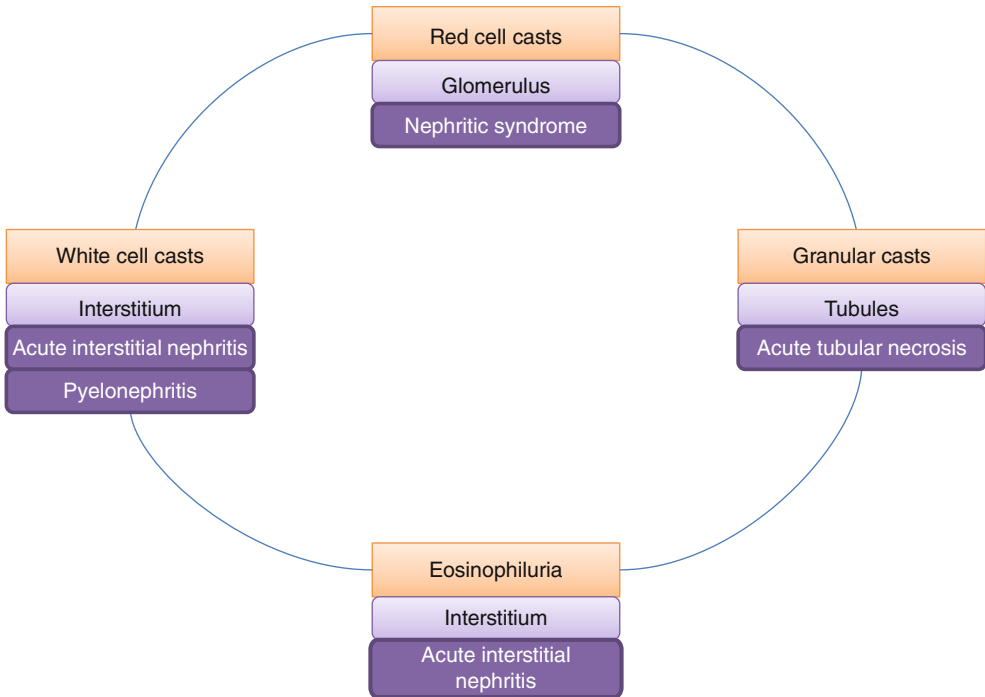 Red cell casts
Glomerulus
Nephritic syndrome
White cell casts
Interstitium
Acute interstitial nephritis
Pyelonephritis
Granular casts
Tubules
Acute tubular necrosis
Eosinophiluria
Interstitium
Acute interstitial
nephritis